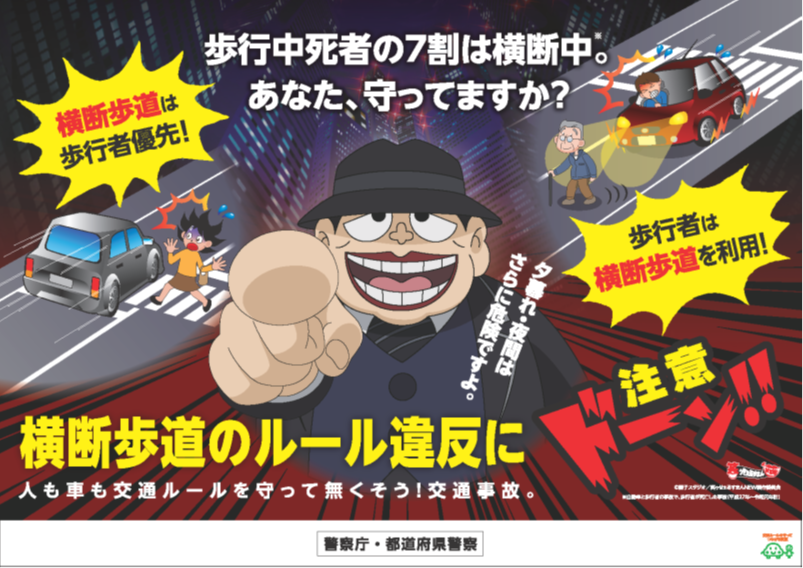 歩行中死者の7割は横断中。※
あなた、守ってますか?
横断歩道は
歩行者優先!
歩行者は
横断歩道を利用!
夕暮れ・夜間は
さらに危険ですよ。
注意
ドーン!!
横断歩道のルール違反に
人も車も交通ルールを守って無くそう!交通事故。
警察庁・都道府県警察